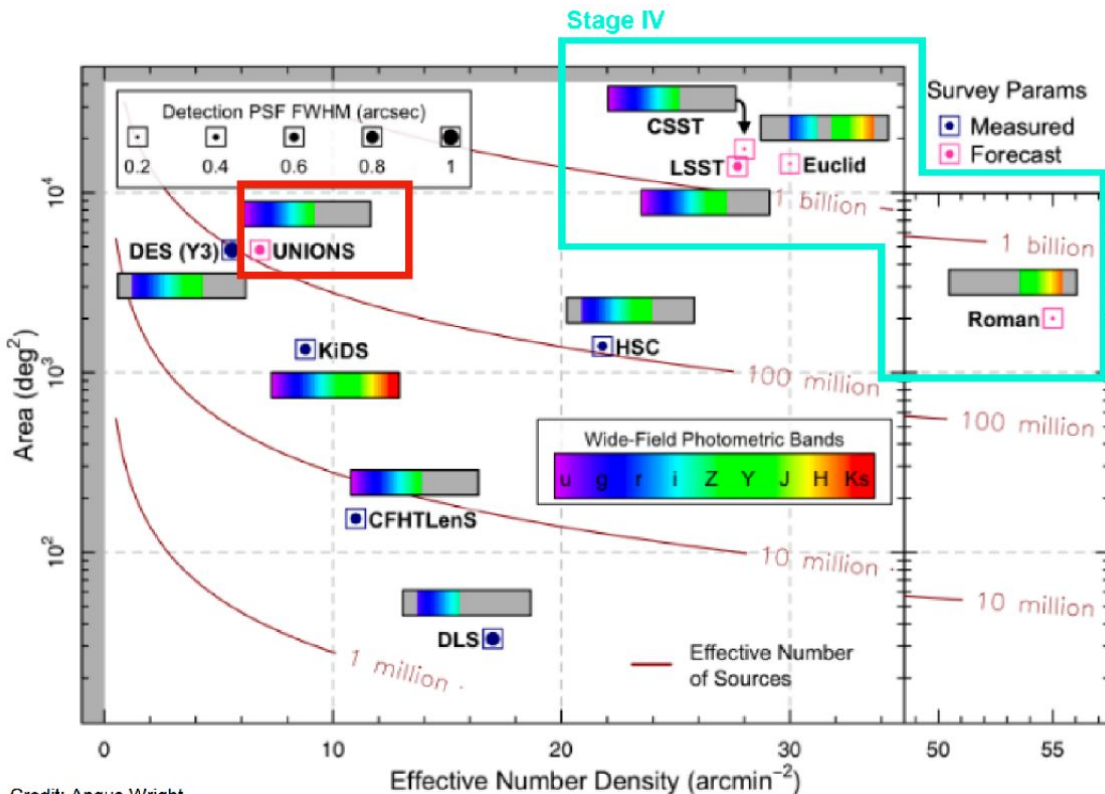 Stage IV
Detection PSF FWHM (arcsec)
0.2 0.4 0.6 0.8 1
CSST
LSST
Euclid
Survey Params
Measured
Forecast
1 billion
1 billion
DES (Y3)
UNIONS
Roman
KiDS
HSC
100 million
100 million
Wide-Field Photometric Bands
u g r i Z Y J H Ks
CFHTLenS
10 million
10 million
DLS
1 million
Effective Number
of Sources
Area (deg²)
10⁴
10³
10²
0 10 20 30 50 55
Effective Number Density (arcmin⁻²)
Credit: Angus Wright